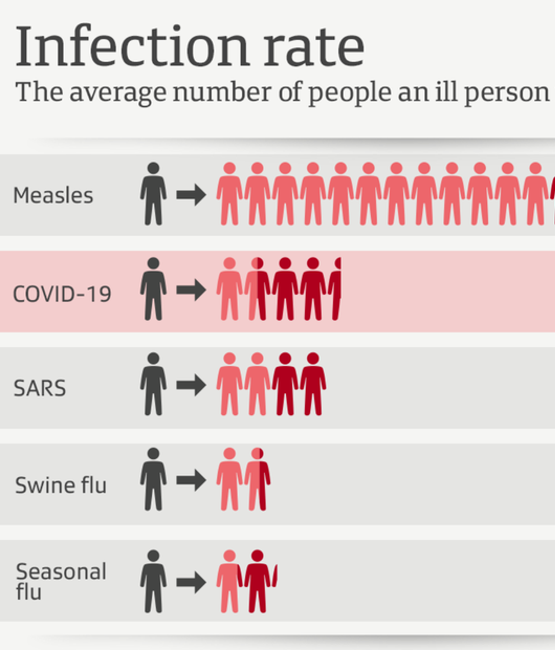 Infection rate
The average number of people an ill person
Measles
COVID-19
SARS
Swine flu
Seasonal
flu